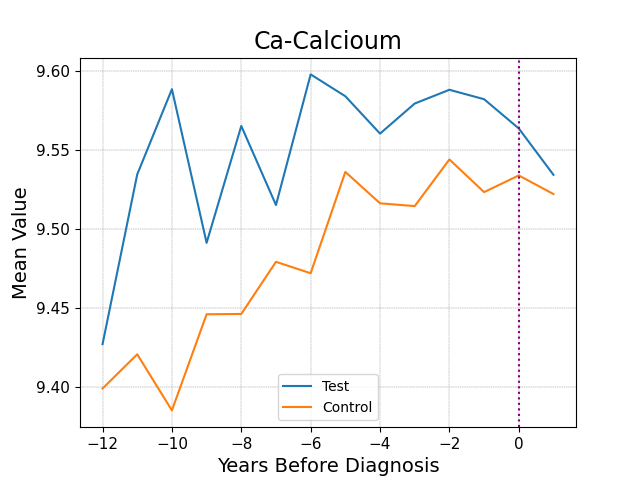 Ca-Calcioum
Mean Value
9.60
9.55
9.50
9.45
9.40
Test
Control
−12 −10 −8 −6 −4 −2 0
Years Before Diagnosis